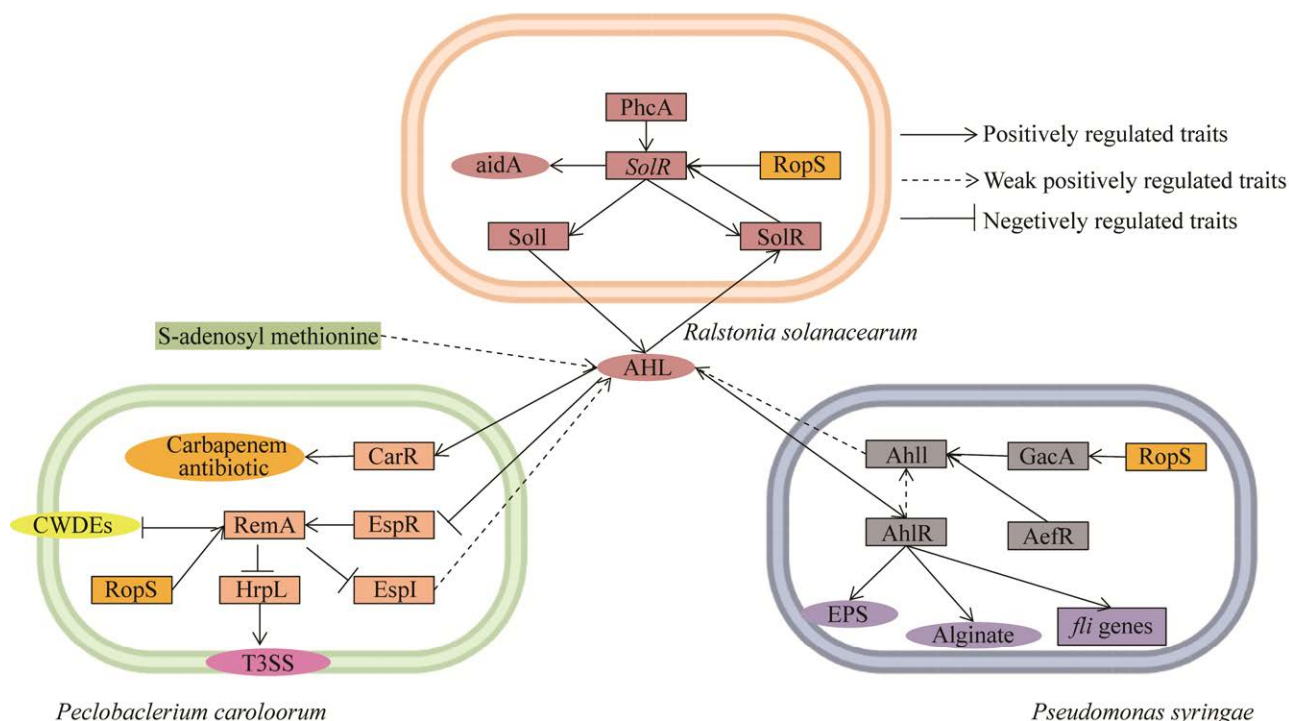 PhcA
aidA
SolR
RopS
Soll
SolR
Positively regulated traits
Weak positively regulated traits
Negetively regulated traits
Ralstonia solanacearum
S-adenosyl methionine
AHL
Carbapenem
antibiotic
CarR
CWDEs
RemA
EspR
RopS
HrpL
EspI
T3SS
Peclobaclerium caroloorum
Ahll
GacA
RopS
AhlR
AefR
EPS
Alginate
fli genes
Pseudomonas syringae